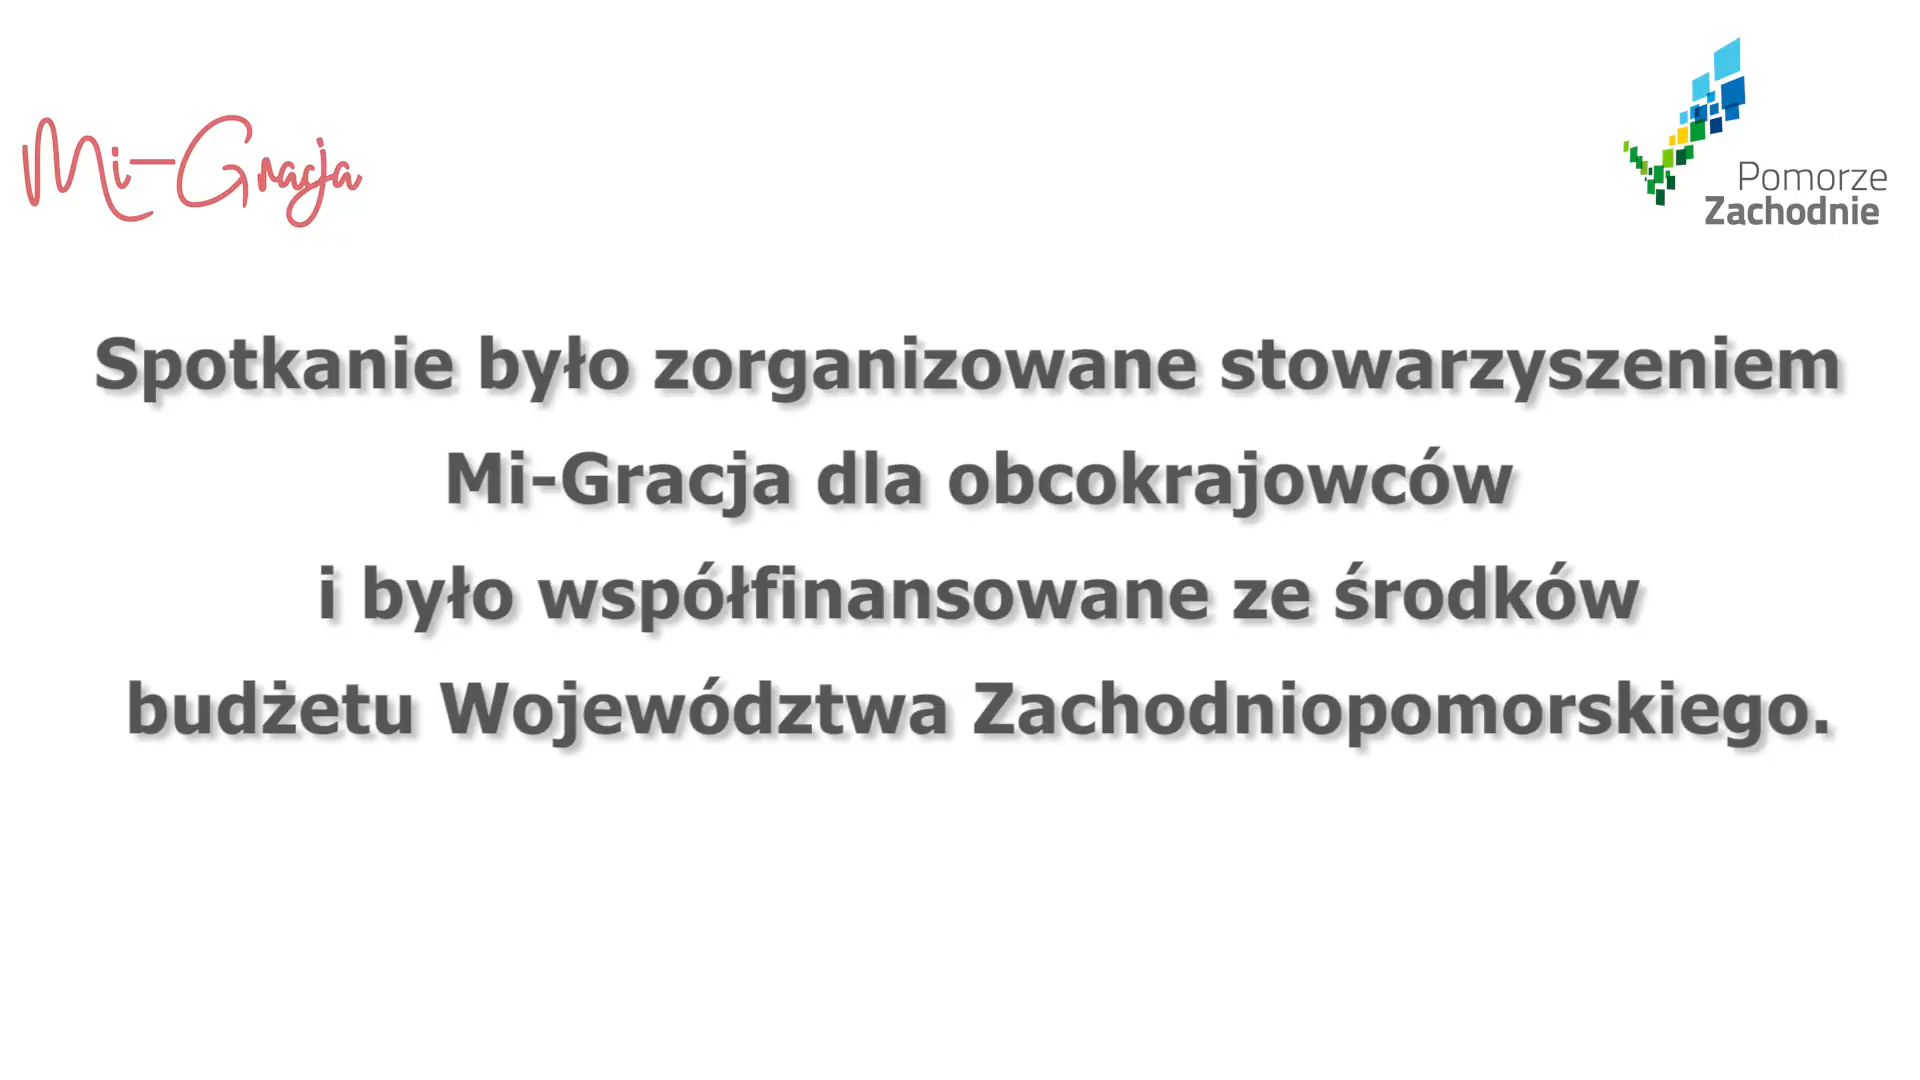 Mi-Gracja
Pomorze
Zachodnie
Spotkanie było zorganizowane stowarzyszeniem
Mi-Gracja dla obcokrajowców
i było współfinansowane ze środków
budżetu Województwa Zachodniopomorskiego.